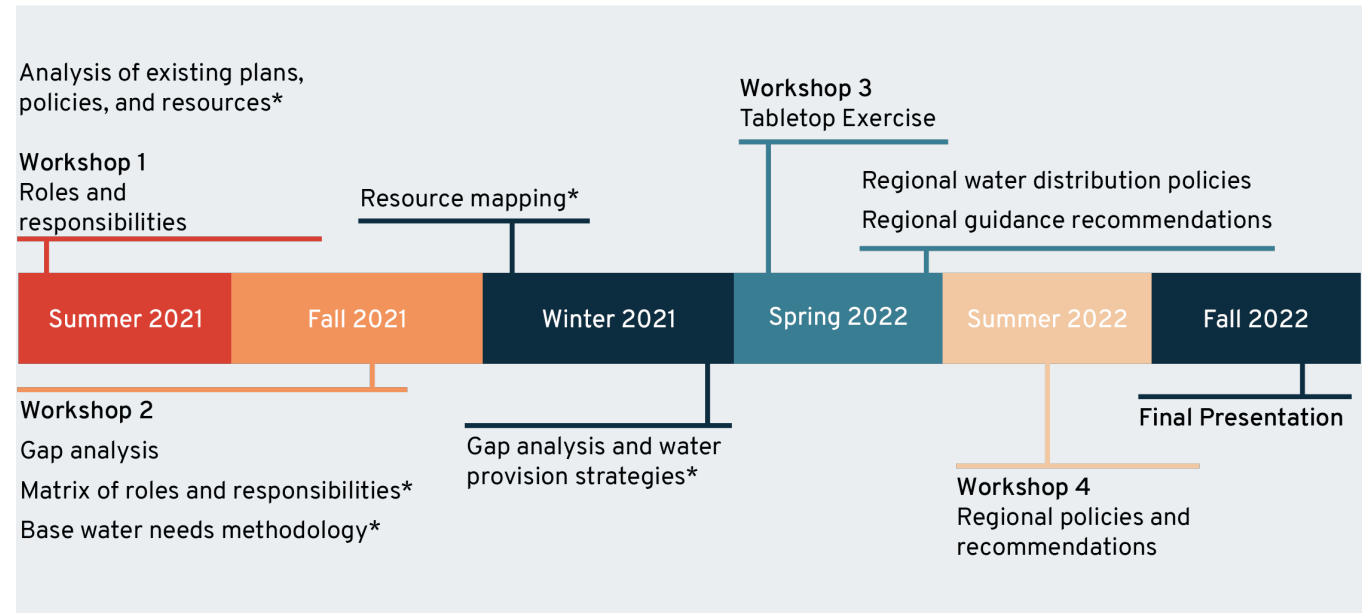 Analysis of existing plans,
policies, and resources*
Workshop 1
Roles and
responsibilities
Resource mapping*
Workshop 3
Tabletop Exercise
Regional water distribution policies
Regional guidance recommendations
Summer 2021
Fall 2021
Winter 2021
Spring 2022
Summer 2022
Fall 2022
Workshop 2
Gap analysis
Matrix of roles and responsibilities*
Base water needs methodology*
Gap analysis and water
provision strategies*
Workshop 4
Regional policies and
recommendations
Final Presentation